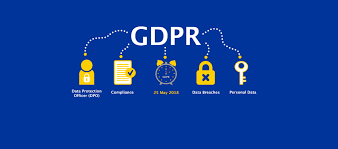 GDPR
Data Protection
Officer (DPO)
Compliance
25 May 2018
Data Breaches
Personal Data